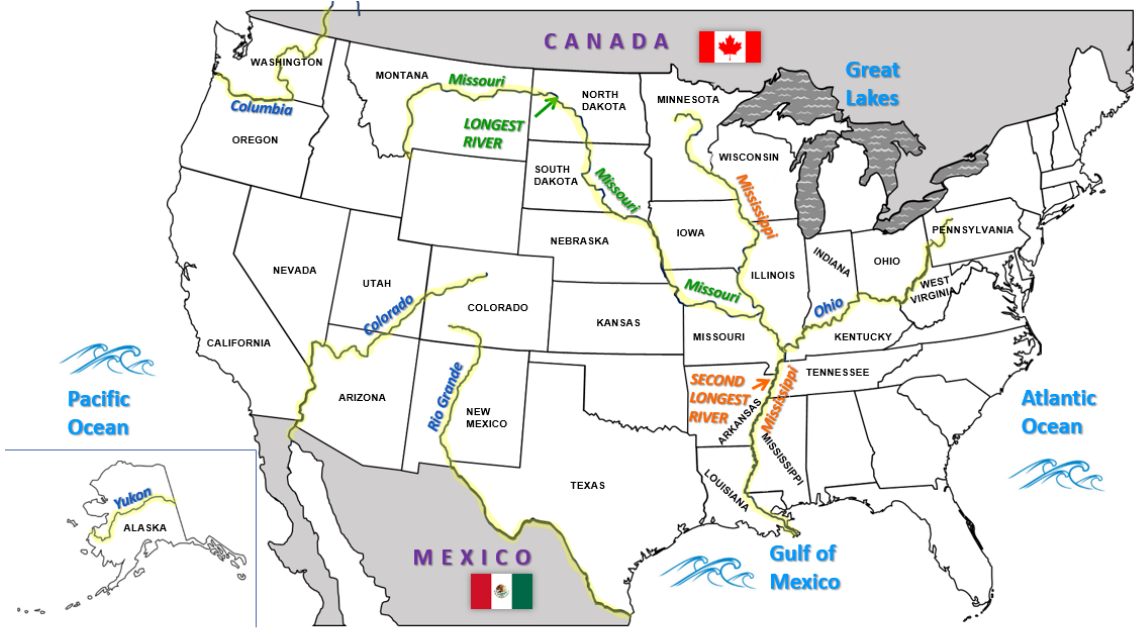 CANADA
WASHINGTON
Columbia
OREGON
MONTANA
Missouri
LONGEST
RIVER
NORTH
DAKOTA
MINNESOTA
Great
Lakes
WISCONSIN
SOUTH
DAKOTA
Missouri
Mississippi
NEBRASKA
IOWA
ILLINOIS
INDIANA
OHIO
PENNSYLVANIA
WEST
VIRGINIA
NEVADA
UTAH
Colorado
COLORADO
KANSAS
Missouri
MISSOURI
Ohio
KENTUCKY
TENNESSEE
CALIFORNIA
ARIZONA
Rio Grande
NEW
MEXICO
SECOND
LONGEST
RIVER
ARKANSAS
Mississippi
MISSISSIPPI
LOUISIANA
TEXAS
Pacific
Ocean
Atlantic
Ocean
Yukon
ALASKA
MEXICO
Gulf of
Mexico